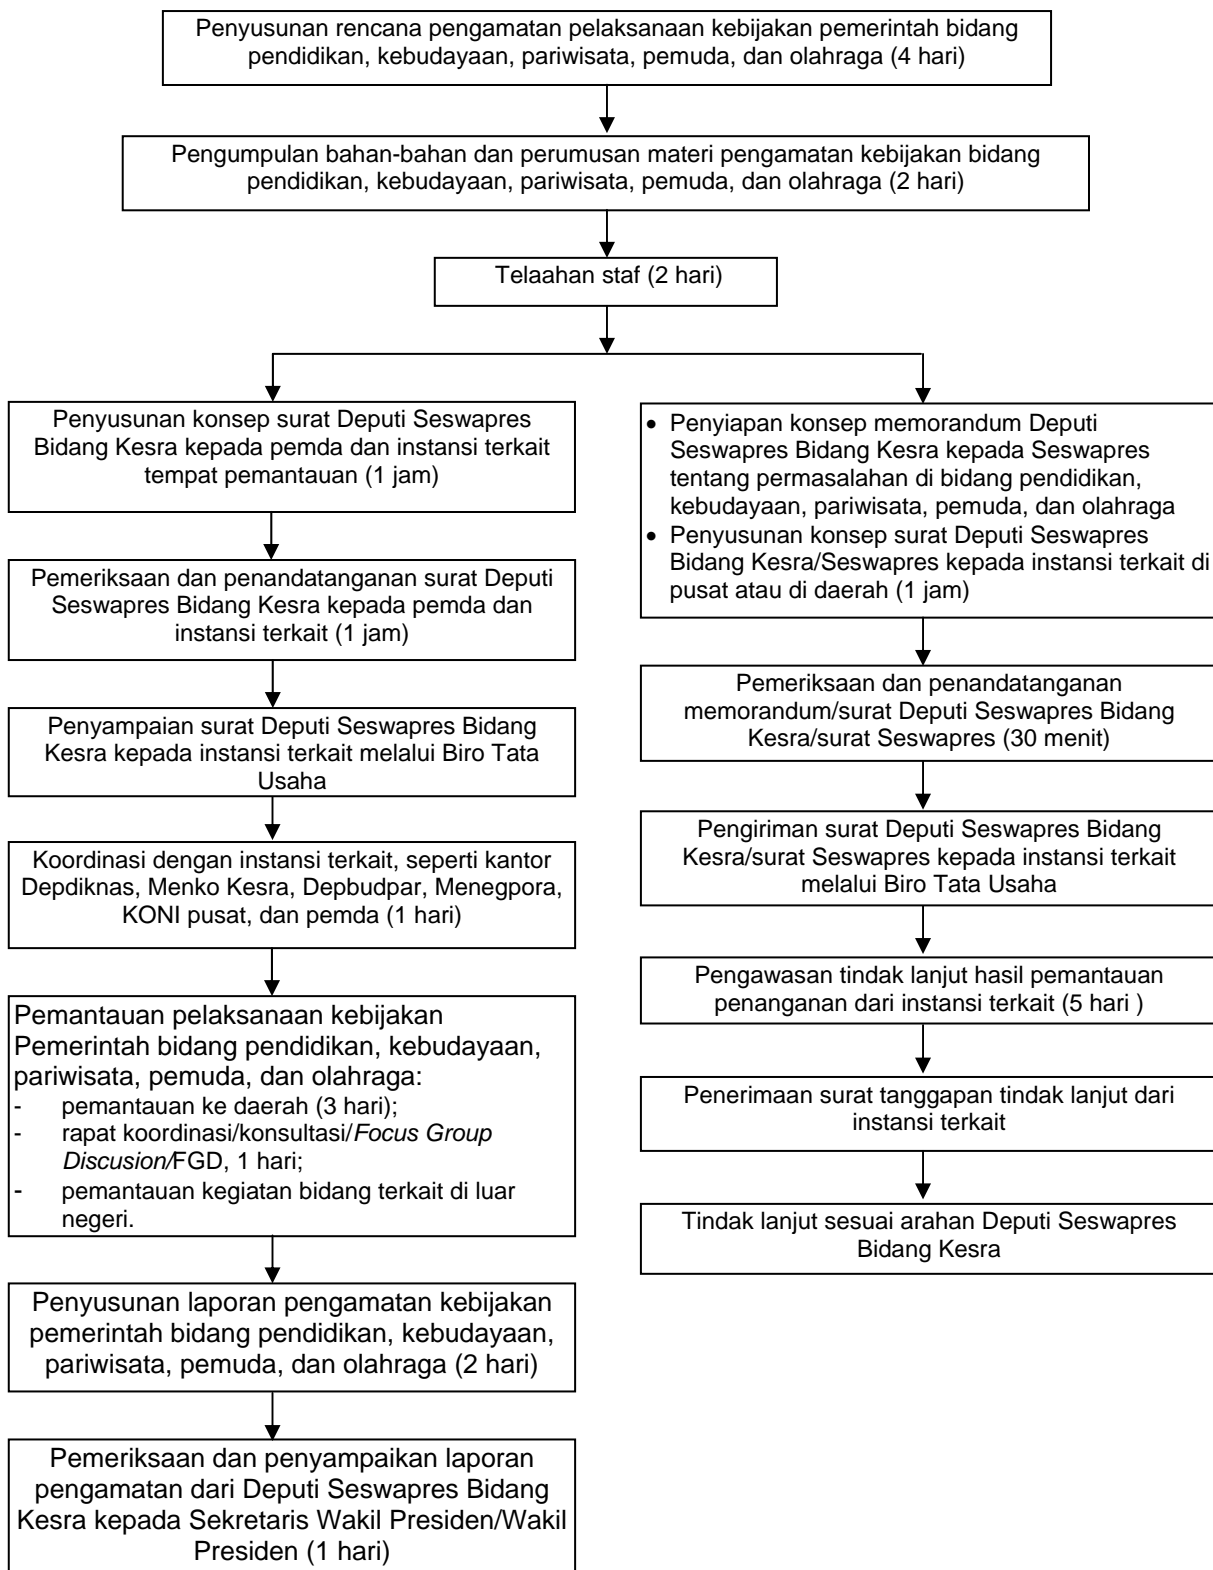 Penyusunan rencana pengamatan pelaksanaan kebijakan pemerintah bidang
pendidikan, kebudayaan, pariwisata, pemuda, dan olahraga (4 hari)
Pengumpulan bahan-bahan dan perumusan materi pengamatan kebijakan bidang
pendidikan, kebudayaan, pariwisata, pemuda, dan olahraga (2 hari)
Telaahan staf (2 hari)
Penyusunan konsep surat Deputi Seswapres
Bidang Kesra kepada pemda dan instansi terkait
tempat pemantauan (1 jam)
Pemeriksaan dan penandatanganan surat Deputi
Seswapres Bidang Kesra kepada pemda dan
instansi terkait (1 jam)
Penyampaian surat Deputi Seswapres Bidang
Kesra kepada instansi terkait melalui Biro Tata
Usaha
Koordinasi dengan instansi terkait, seperti kantor
Depdiknas, Menko Kesra, Depbudpar, Menegpora,
KONI pusat, dan pemda (1 hari)
Pemantauan pelaksanaan kebijakan
Pemerintah bidang pendidikan, kebudayaan,
pariwisata, pemuda, dan olahraga:
- pemantauan ke daerah (3 hari);
- rapat koordinasi/konsultasi/Focus Group
Discusion/FGD, 1 hari;
- pemantauan kegiatan bidang terkait di luar
negeri.
Penyusunan laporan pengamatan kebijakan
pemerintah bidang pendidikan, kebudayaan,
pariwisata, pemuda, dan olahraga (2 hari)
Pemeriksaan dan penyampaikan laporan
pengamatan dari Deputi Seswapres Bidang
Kesra kepada Sekretaris Wakil Presiden/Wakil
Presiden (1 hari)
• Penyiapan konsep memorandum Deputi
Seswapres Bidang Kesra kepada Seswapres
tentang permasalahan di bidang pendidikan,
kebudayaan, pariwisata, pemuda, dan olahraga
• Penyusunan konsep surat Deputi Seswapres
Bidang Kesra/Seswapres kepada instansi terkait di
pusat atau di daerah (1 jam)
Pemeriksaan dan penandatanganan
memorandum/surat Deputi Seswapres Bidang
Kesra/surat Seswapres (30 menit)
Pengiriman surat Deputi Seswapres Bidang
Kesra/surat Seswapres kepada instansi terkait
melalui Biro Tata Usaha
Pengawasan tindak lanjut hasil pemantauan
penanganan dari instansi terkait (5 hari )
Penerimaan surat tanggapan tindak lanjut dari
instansi terkait
Tindak lanjut sesuai arahan Deputi Seswapres
Bidang Kesra